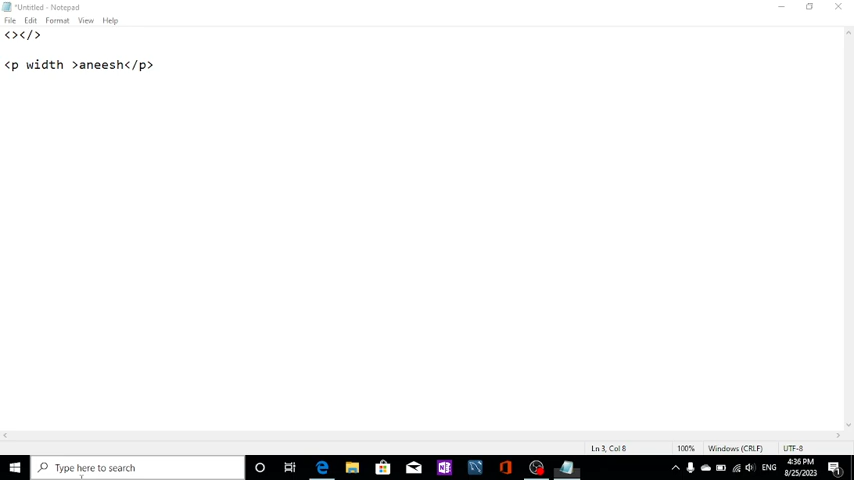 *Untitled - Notepad
File Edit Format View Help
<></>
<p width >aneesh</p>
Ln 3, Col 8 100% Windows (CRLF) UTF-8
Type here to search
ENG
4:36 PM
8/25/2023
1